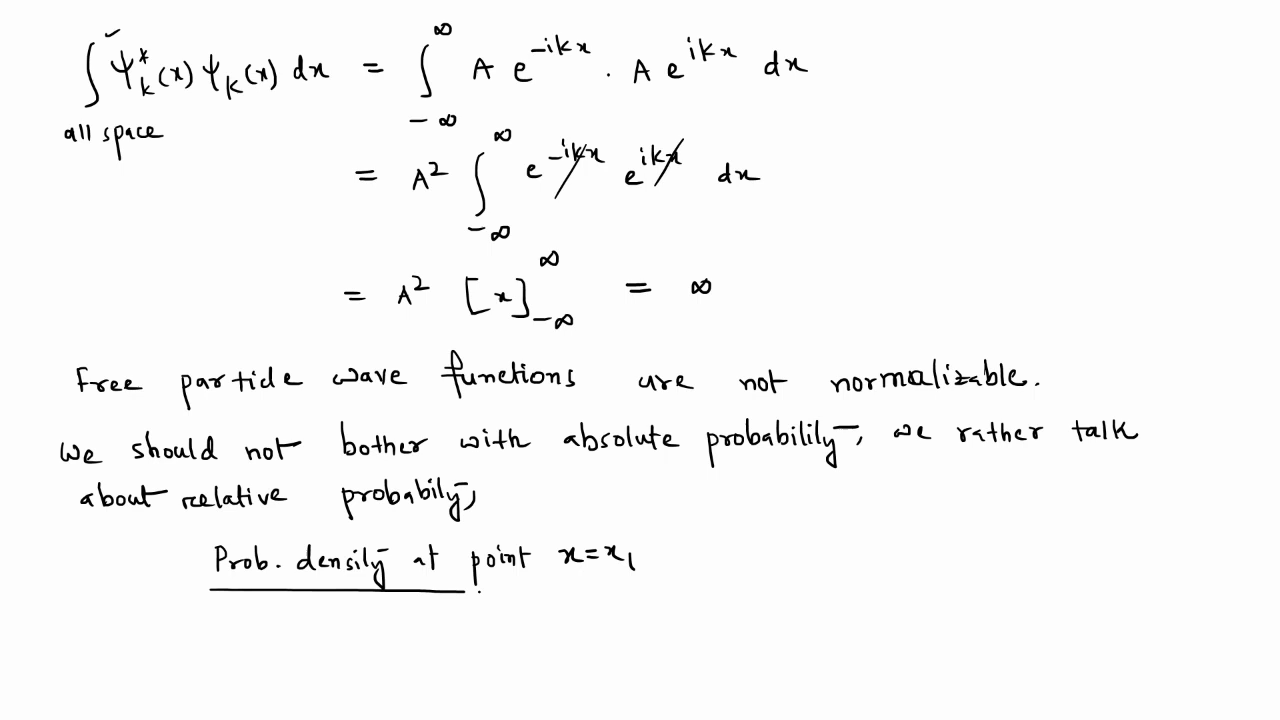 ∫ ψ*ₖ(x) ψₖ(x) dx = ∫_{-∞}^{∞} A e^{-ikx} . A e^{ikx} dx
all space
= A² ∫_{-∞}^{∞} e^{-ikx} e^{ikx} dx
= A² [x]_{-∞}^{∞} = ∞
Free particle wave functions are not normalizable.
We should not bother with absolute probability, we rather talk
about relative probabily,
Prob. density at point x=x₁